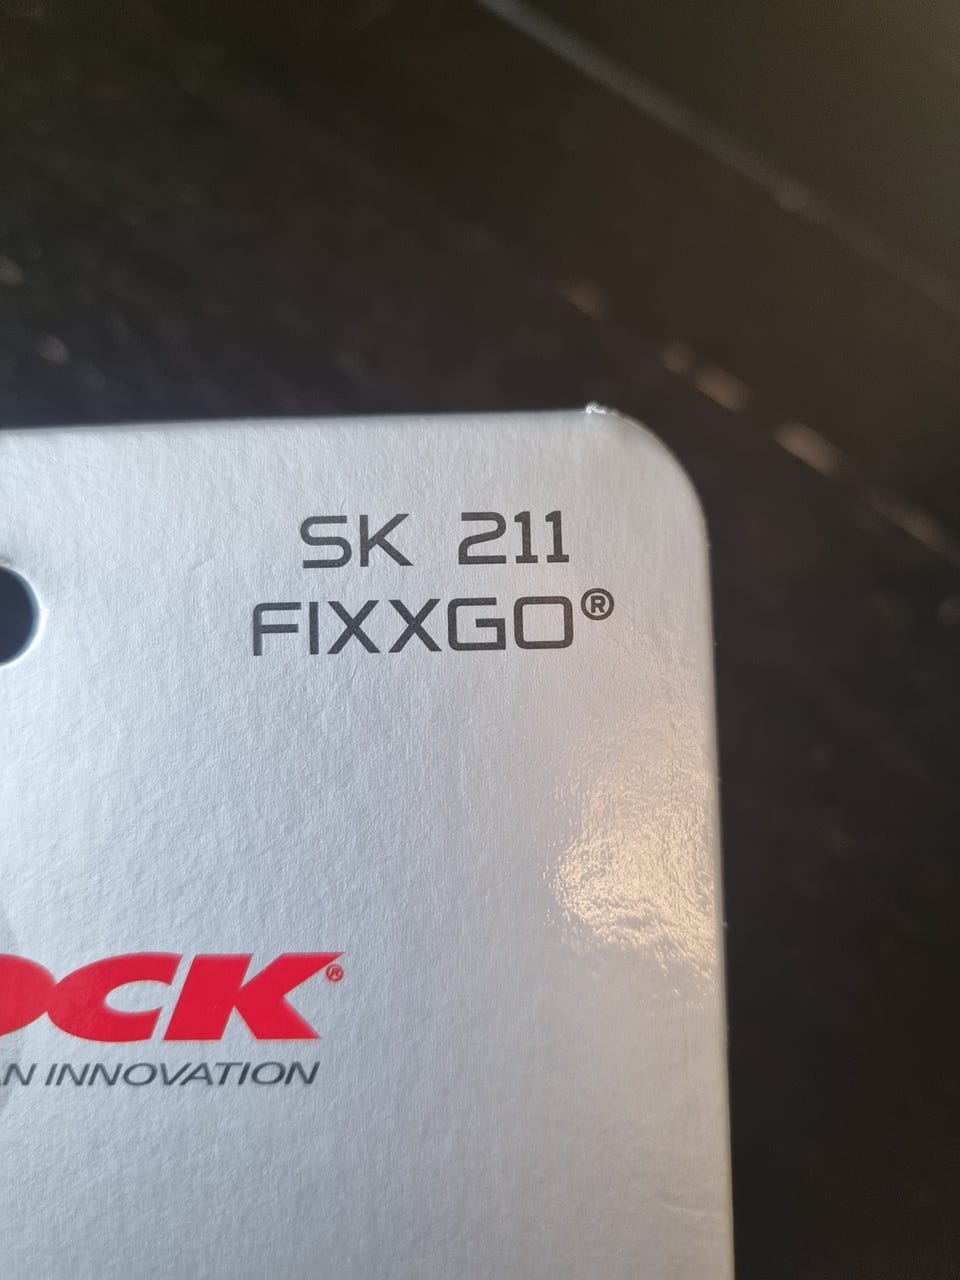 SK 211
FIXXGO®
OCK®
N INNOVATION